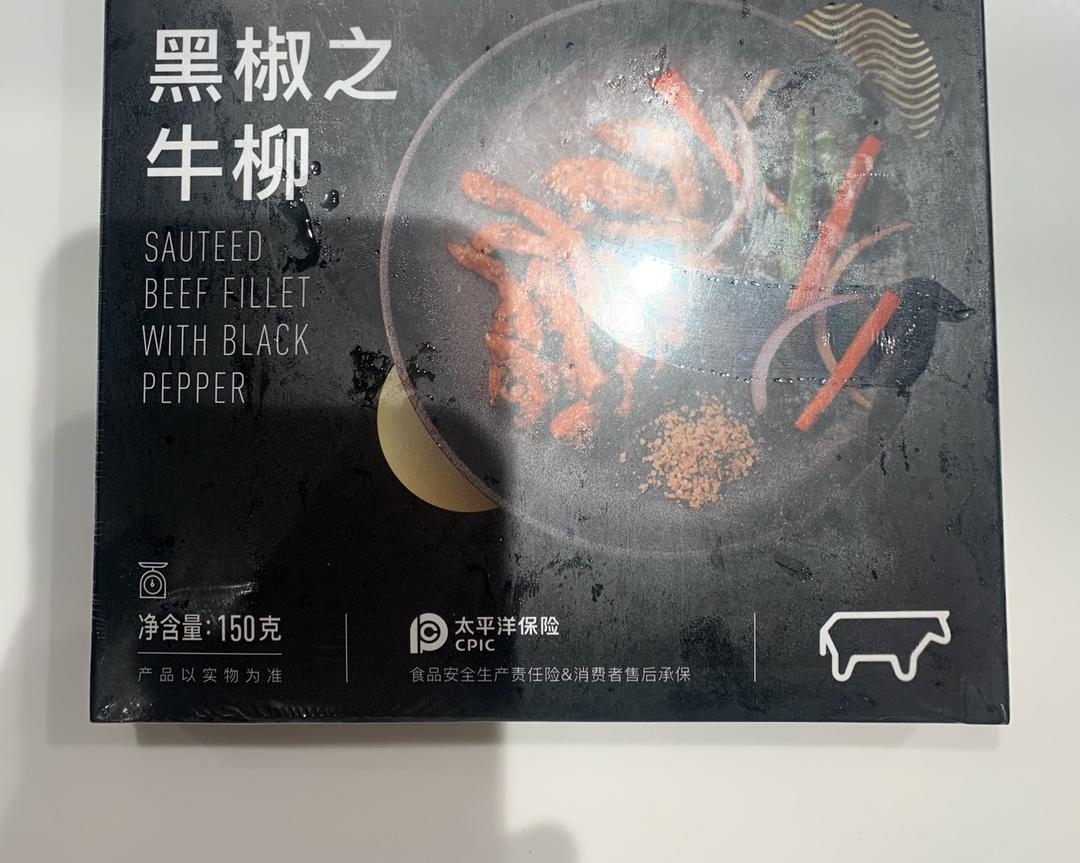 黑椒之
牛柳
SAUTEED
BEEF FILLET
WITH BLACK
PEPPER
净含量:150克
产品以实物为准
太平洋保险
CPIC
食品安全生产责任险&消费者售后承保